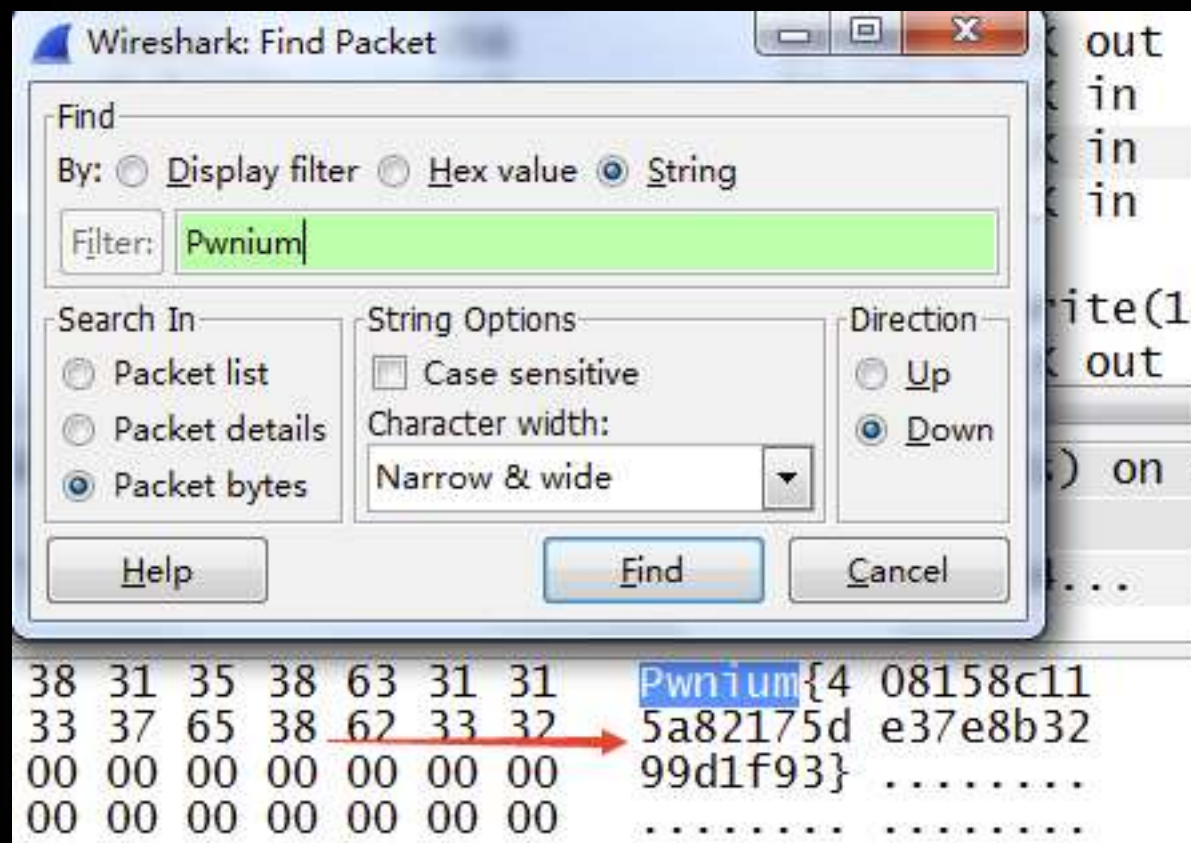 Wireshark: Find Packet
Find
By: Display filter Hex value String
Filter: Pwnium
Search In
Packet list
Packet details
Packet bytes
String Options
Case sensitive
Character width:
Narrow & wide
Direction
Up
Down
Help Find Cancel
out
in
in
in
rite(1
out
) on
...
38 31 35 38 63 31 31 Pwnium{4 08158c11
33 37 65 38 62 33 32 5a82175d e37e8b32
00 00 00 00 00 00 00 99d1f93} ........
00 00 00 00 00 00 00 ........ ........